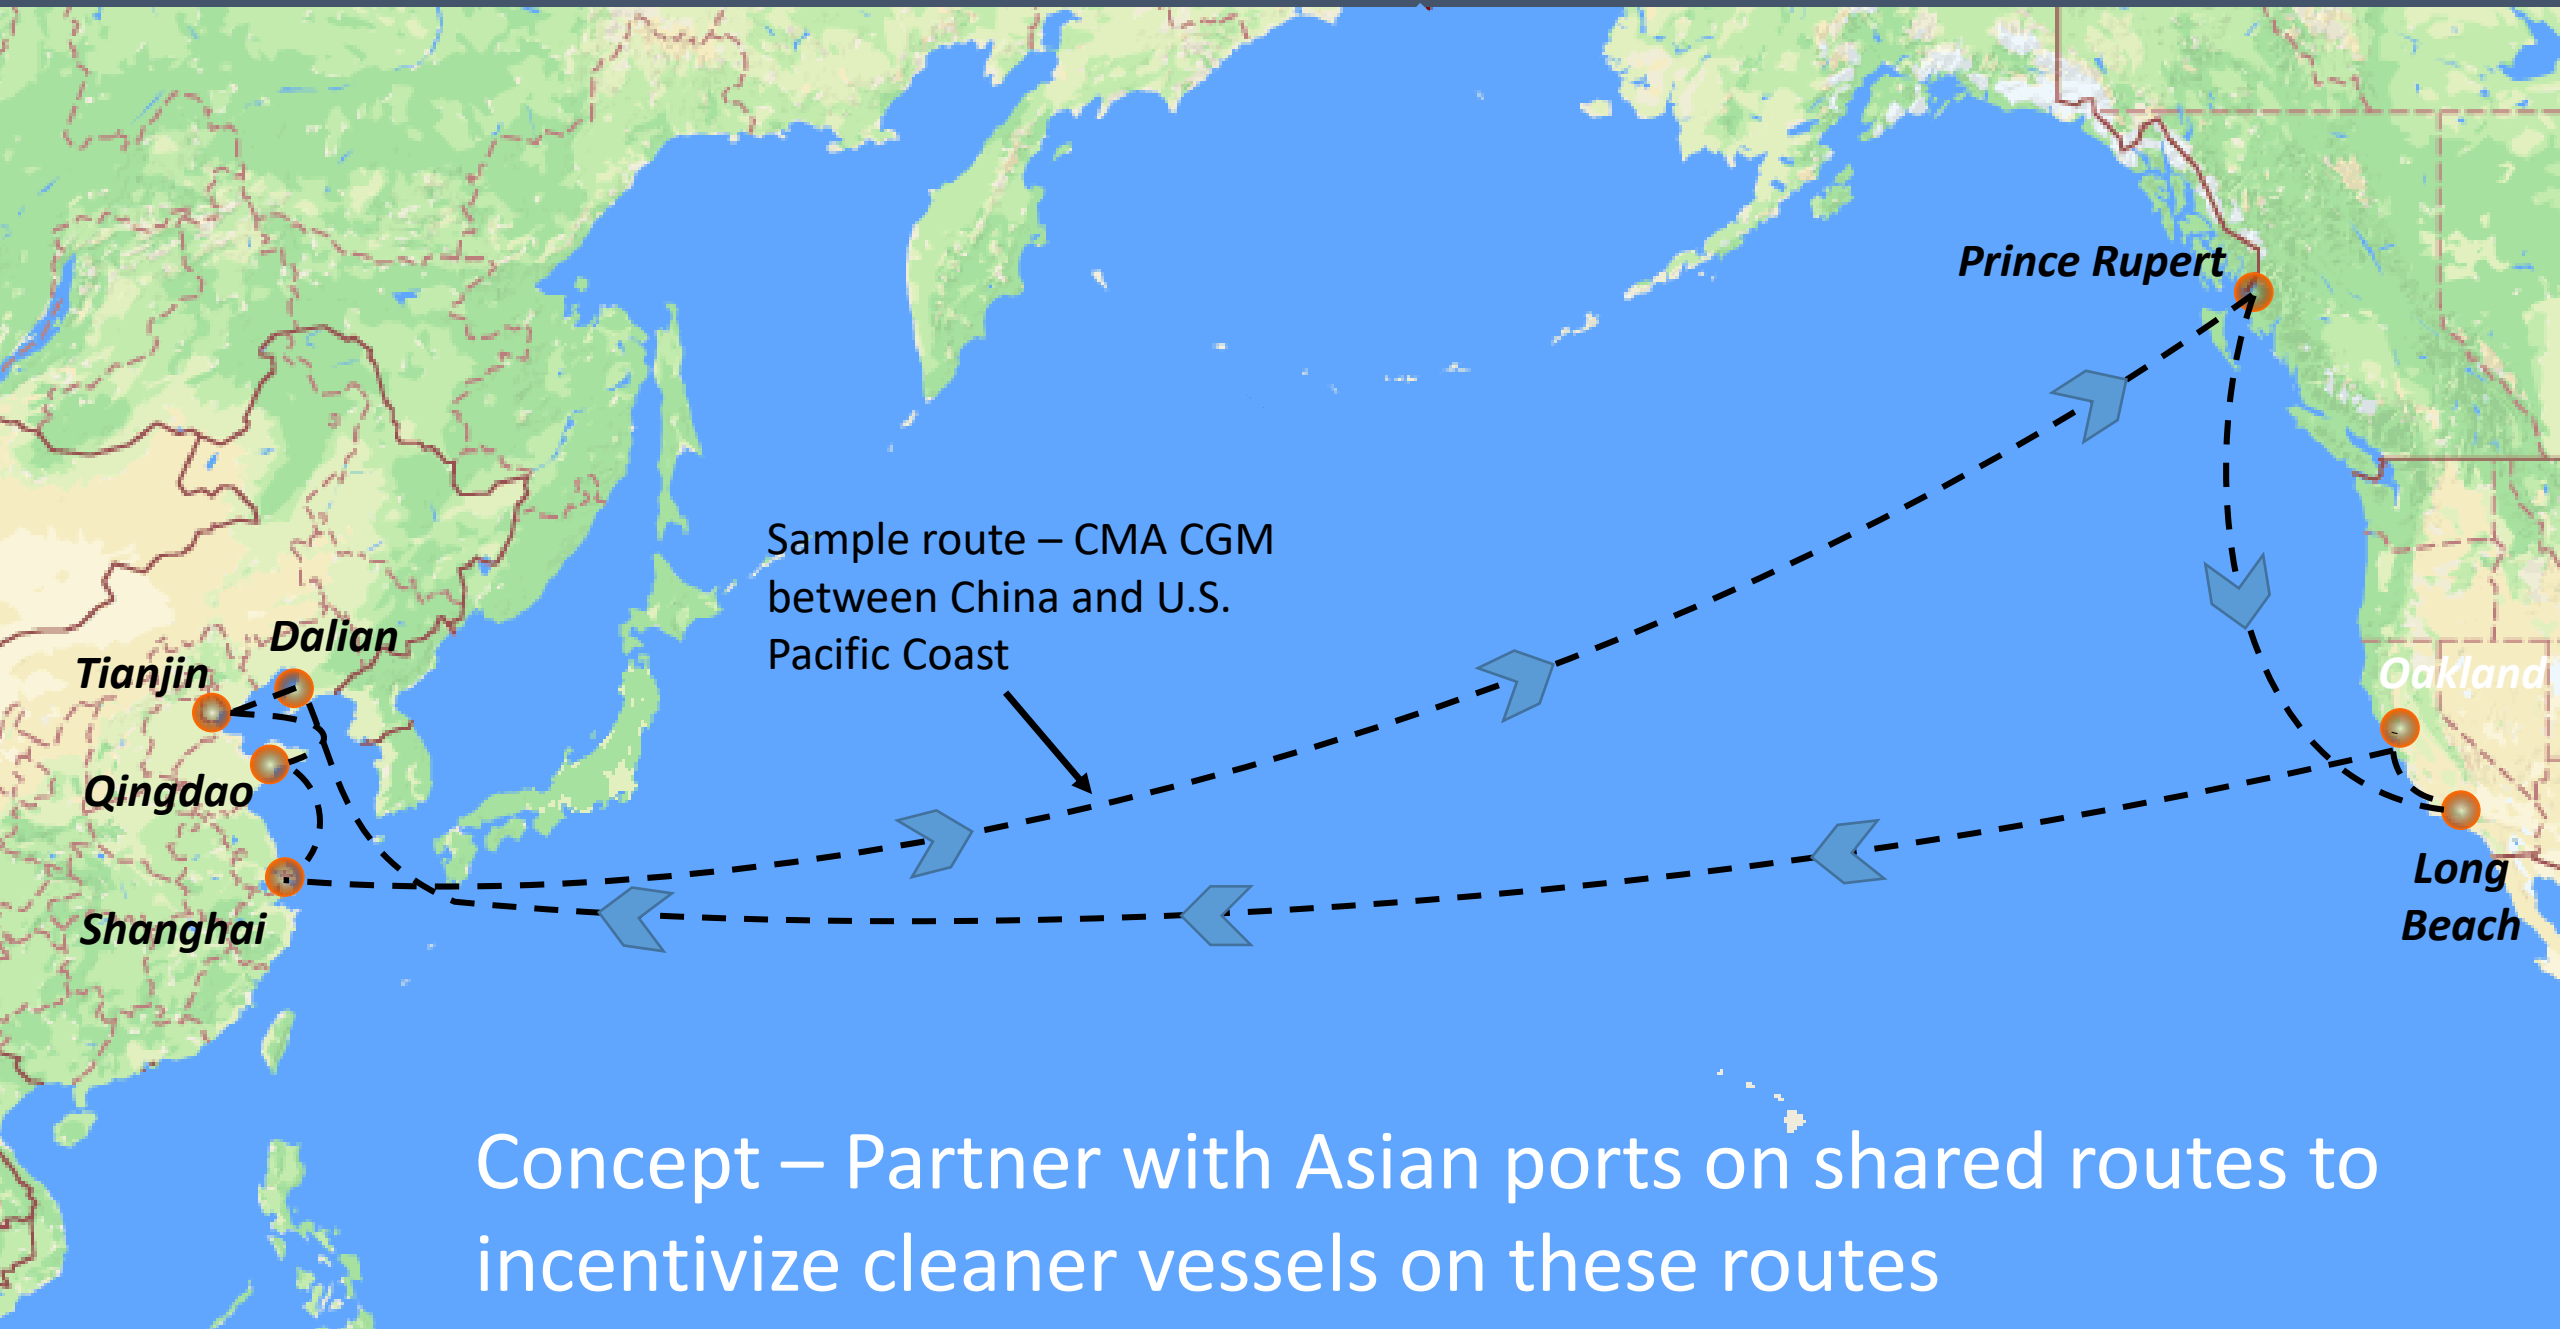 Prince Rupert
Sample route – CMA CGM
between China and U.S.
Pacific Coast
Dalian
Tianjin
Oakland
Qingdao
Long
Beach
Shanghai
Concept – Partner with Asian ports on shared routes to
incentivize cleaner vessels on these routes